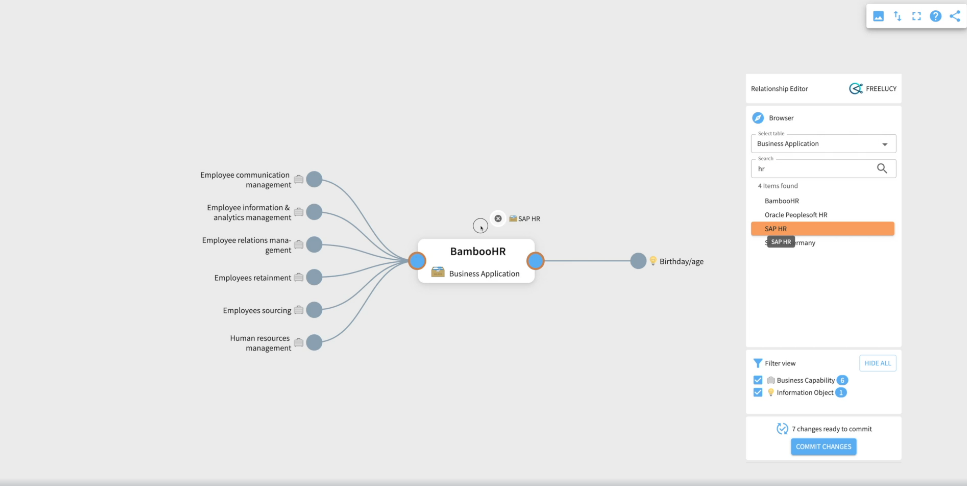 Relationship Editor
FREELUCY
Browser
Select table
Business Application
Search
hr
4 items found
BambooHR
Oracle Peoplesoft HR
SAP HR
SAP HR
many
Employee communication
management
Employee information &
analytics management
Employee relations mana-
gement
Employees retainment
Employees sourcing
Human resources
management
SAP HR
BambooHR
Business Application
Birthday/age
Filter view
HIDE ALL
Business Capability 6
Information Object 1
7 changes ready to commit
COMMIT CHANGES